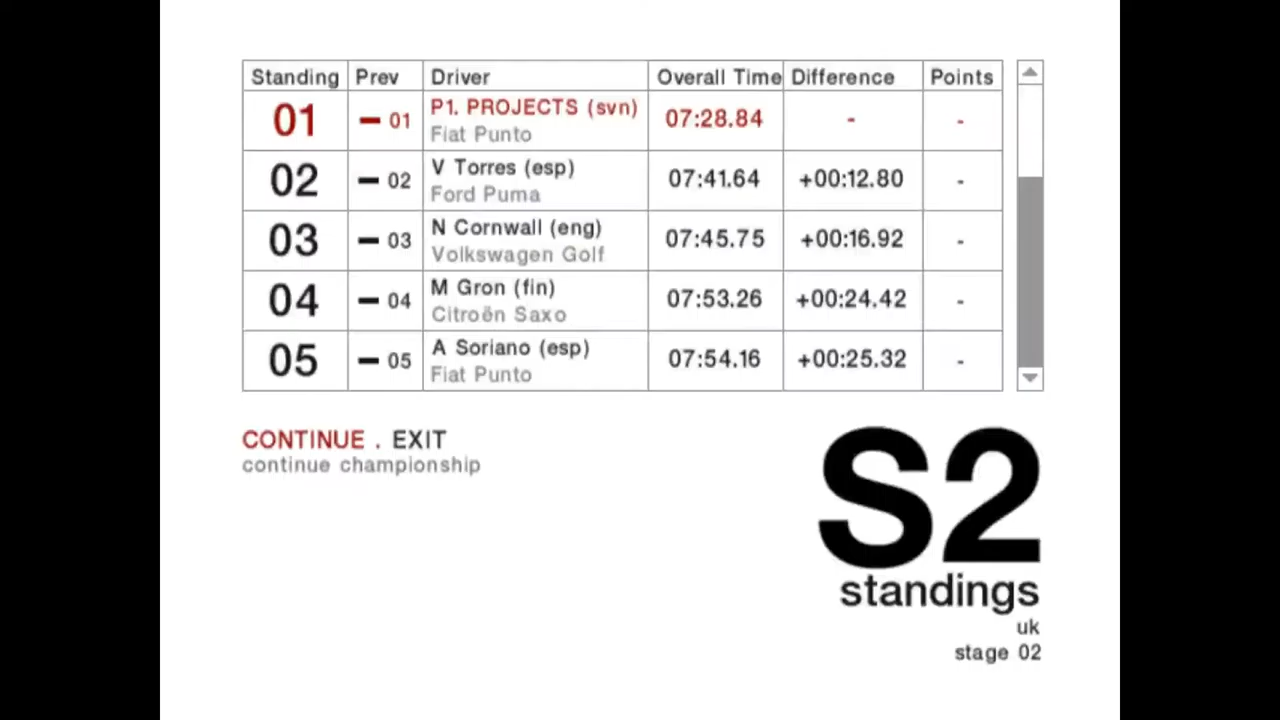 Standing Prev Driver Overall Time Difference Points
01 – 01 P1. PROJECTS (svn) 07:28.84 - -
Fiat Punto
02 – 02 V Torres (esp) 07:41.64 +00:12.80 -
Ford Puma
03 – 03 N Cornwall (eng) 07:45.75 +00:16.92 -
Volkswagen Golf
04 – 04 M Gron (fin) 07:53.26 +00:24.42 -
Citroën Saxo
05 – 05 A Soriano (esp) 07:54.16 +00:25.32 -
Fiat Punto
CONTINUE . EXIT
continue championship
S2
standings
uk
stage 02